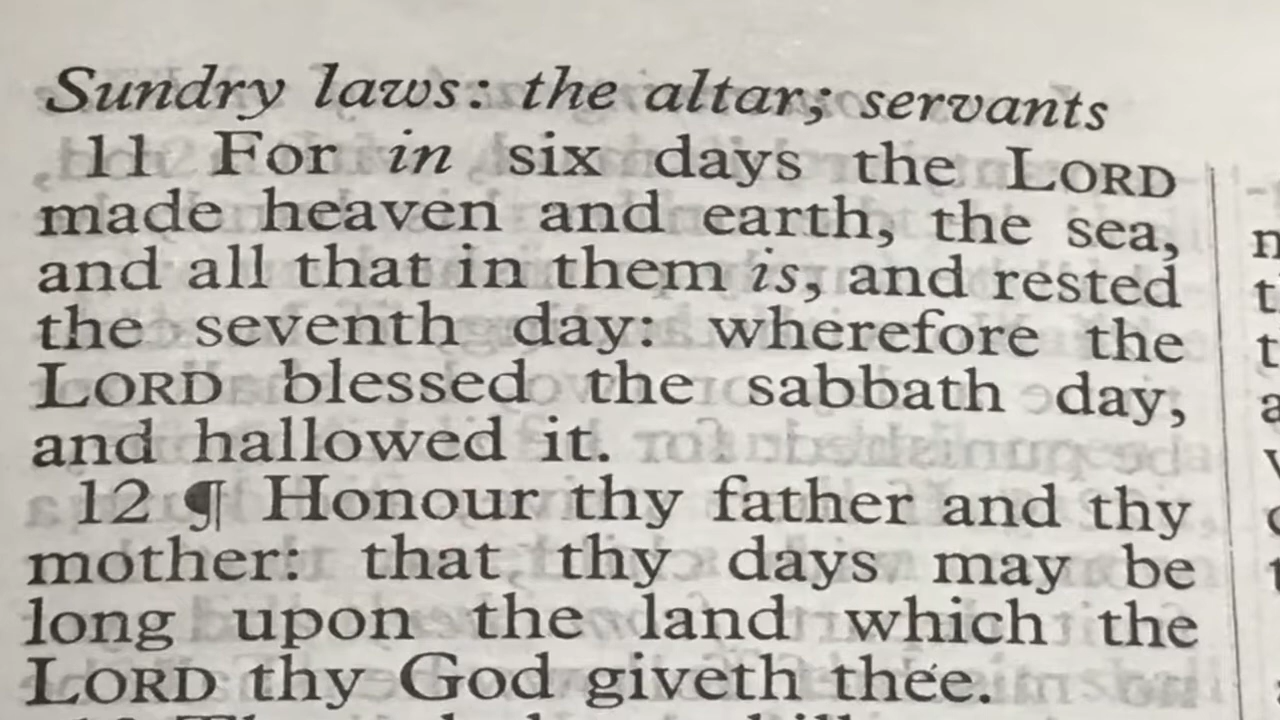 Sundry laws: the altar; servants
11 For in six days the LORD
made heaven and earth, the sea,
and all that in them is, and rested
the seventh day: wherefore the
LORD blessed the sabbath day,
and hallowed it.
12 ¶ Honour thy father and thy
mother: that thy days may be
long upon the land which the
LORD thy God giveth thee.